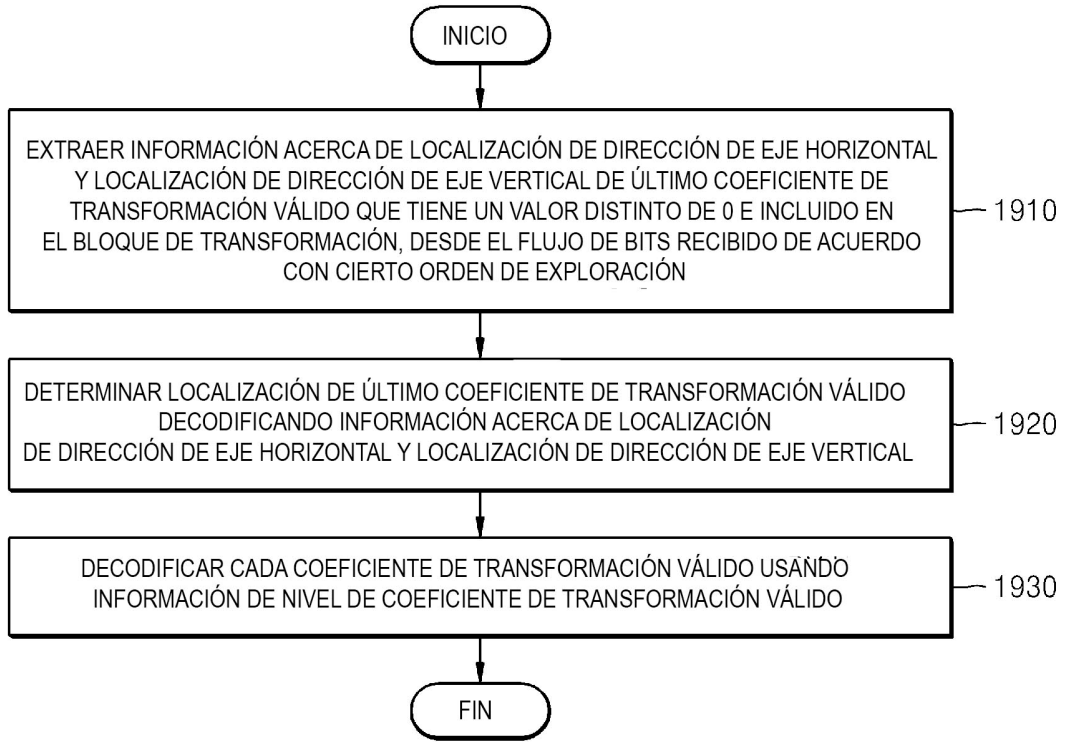 INICIO
EXTRAER INFORMACIÓN ACERCA DE LOCALIZACIÓN DE DIRECCIÓN DE EJE HORIZONTAL
Y LOCALIZACIÓN DE DIRECCIÓN DE EJE VERTICAL DE ÚLTIMO COEFICIENTE DE
TRANSFORMACIÓN VÁLIDO QUE TIENE UN VALOR DISTINTO DE 0 E INCLUIDO EN
EL BLOQUE DE TRANSFORMACIÓN, DESDE EL FLUJO DE BITS RECIBIDO DE ACUERDO
CON CIERTO ORDEN DE EXPLORACIÓN
1910
DETERMINAR LOCALIZACIÓN DE ÚLTIMO COEFICIENTE DE TRANSFORMACIÓN VÁLIDO
DECODIFICANDO INFORMACIÓN ACERCA DE LOCALIZACIÓN
DE DIRECCIÓN DE EJE HORIZONTAL Y LOCALIZACIÓN DE DIRECCIÓN DE EJE VERTICAL
1920
DECODIFICAR CADA COEFICIENTE DE TRANSFORMACIÓN VÁLIDO USANDO
INFORMACIÓN DE NIVEL DE COEFICIENTE DE TRANSFORMACIÓN VÁLIDO
1930
FIN